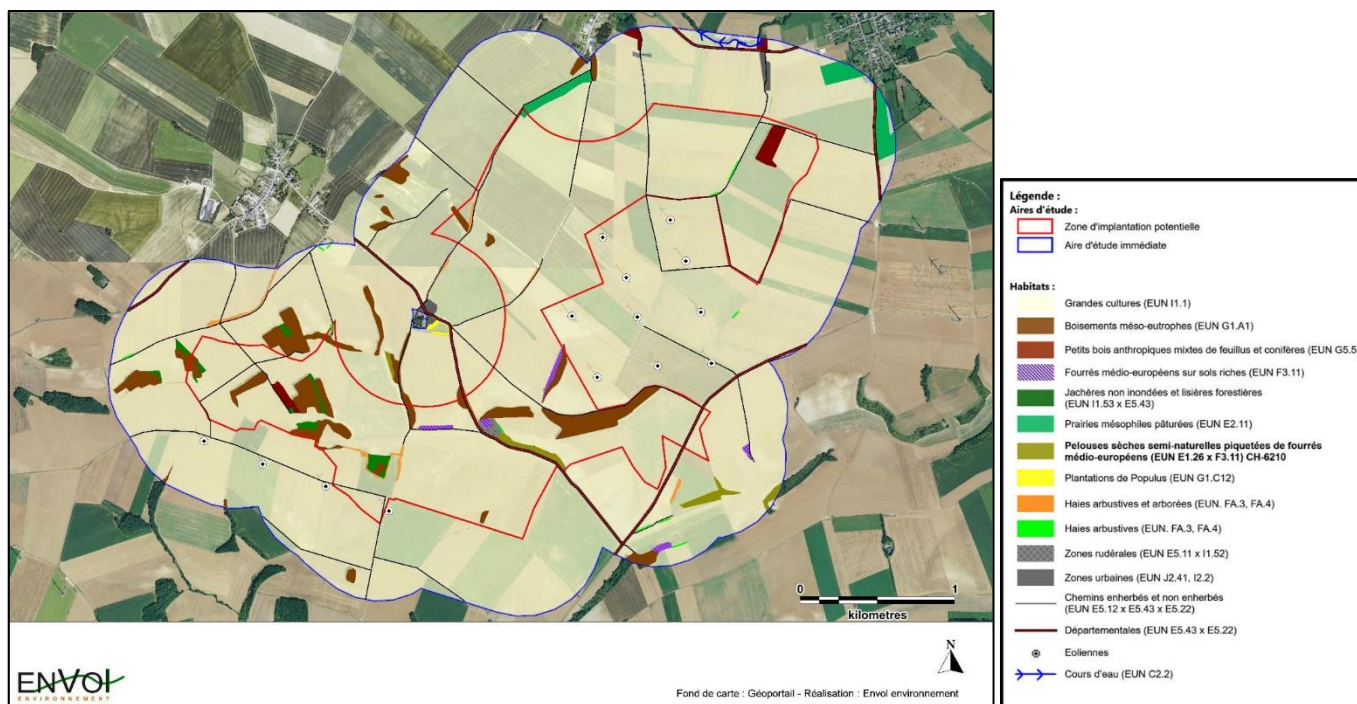 0
1
kilometres
N
ENVOI
ENVIRONNEMENT
Fond de carte : Géoportail - Réalisation : Envol environnement
Légende :
Aires d'étude :
Zone d'implantation potentielle
Aire d'étude immédiate
Habitats :
Grandes cultures (EUN I1.1)
Boisements méso-eutrophes (EUN G1.A1)
Petits bois anthropiques mixtes de feuillus et conifères (EUN G5.5
Fourrés médio-européens sur sols riches (EUN F3.11)
Jachères non inondées et lisières forestières
(EUN I1.53 x E5.43)
Prairies mésophiles pâturées (EUN E2.11)
Pelouses sèches semi-naturelles piquetées de fourrés
médio-européens (EUN E1.26 x F3.11) CH-6210
Plantations de Populus (EUN G1.C12)
Haies arbustives et arborées (EUN. FA.3, FA.4)
Haies arbustives (EUN. FA.3, FA.4)
Zones rudérales (EUN E5.11 x I1.52)
Zones urbaines (EUN J2.41, I2.2)
Chemins enherbés et non enherbés
(EUN E5.12 x E5.43 x E5.22)
Départementales (EUN E5.43 x E5.22)
Eoliennes
Cours d'eau (EUN C2.2)